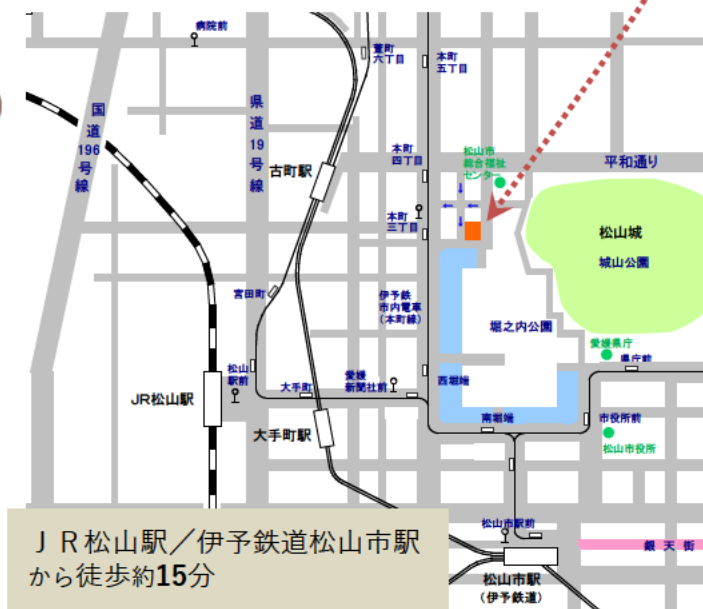 病院前
萱町
六丁目
本町
五丁目
国道
196
号線
県道
19
号線
古町駅
本町
四丁目
松山市
総合福祉
センター
平和通り
本町
三丁目
松山城
城山公園
宮田町
伊予鉄
市内電車
(本町線)
堀之内公園
愛媛県庁
県庁前
松山
駅前
JR松山駅
大手町
愛媛
新聞社前
西堀端
大手町駅
南堀端
市役所前
松山市役所
松山市駅前
銀天街
松山市駅
(伊予鉄道)
ＪＲ松山駅／伊予鉄道松山市駅
から徒歩約15分